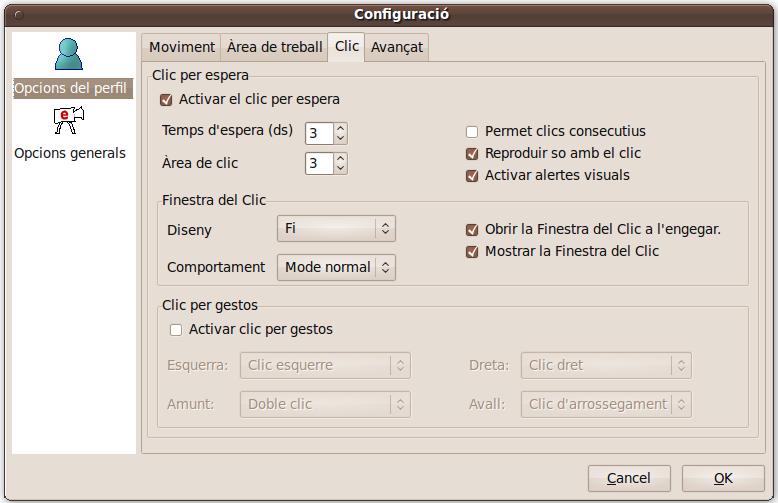 Configuració
Opcions del perfil
e
Opcions generals
Moviment Àrea de treball Clic Avançat
Clic per espera
Activar el clic per espera
Temps d'espera (ds) 3 Permet clics consecutius
Reproduir so amb el clic
Àrea de clic 3
Activar alertes visuals
Finestra del Clic
Diseny Fi Obrir la Finestra del Clic a l'engegar.
Mostrar la Finestra del Clic
Comportament Mode normal
Clic per gestos
Activar clic per gestos
Esquerra: Clic esquerre Dreta: Clic dret
Amunt: Doble clic Avall: Clic d'arrossegament
Cancel OK